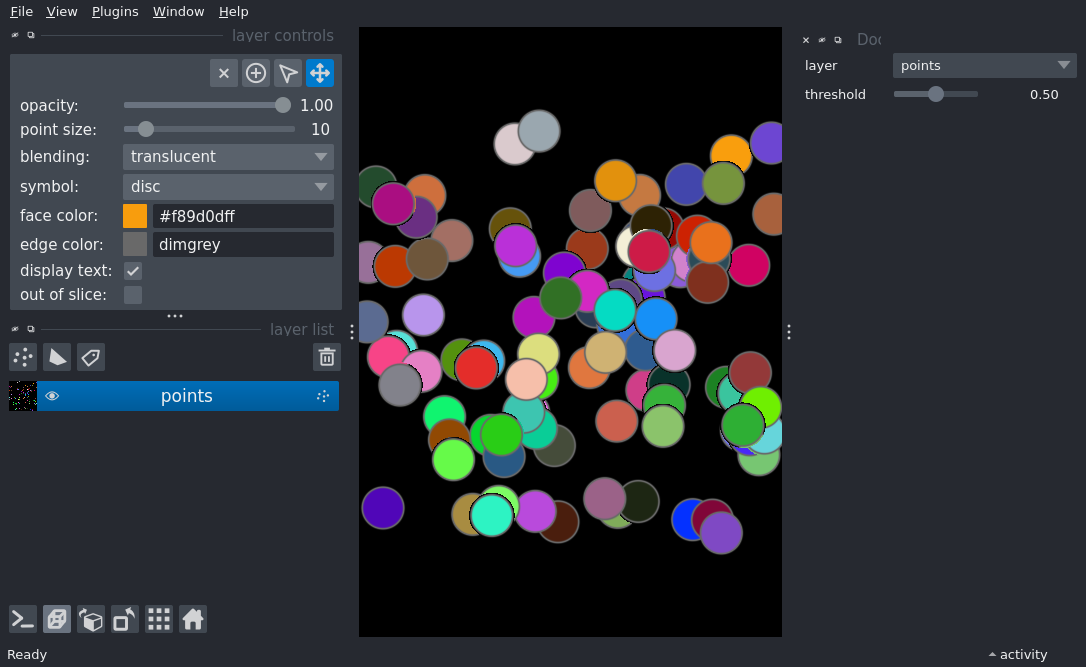 File View Plugins Window Help
layer controls
opacity: 1.00
point size: 10
blending: translucent
symbol: disc
face color: #f89d0dff
edge color: dimgrey
display text:
out of slice:
layer list
points
Ready
Doc
layer points
threshold 0.50
activity